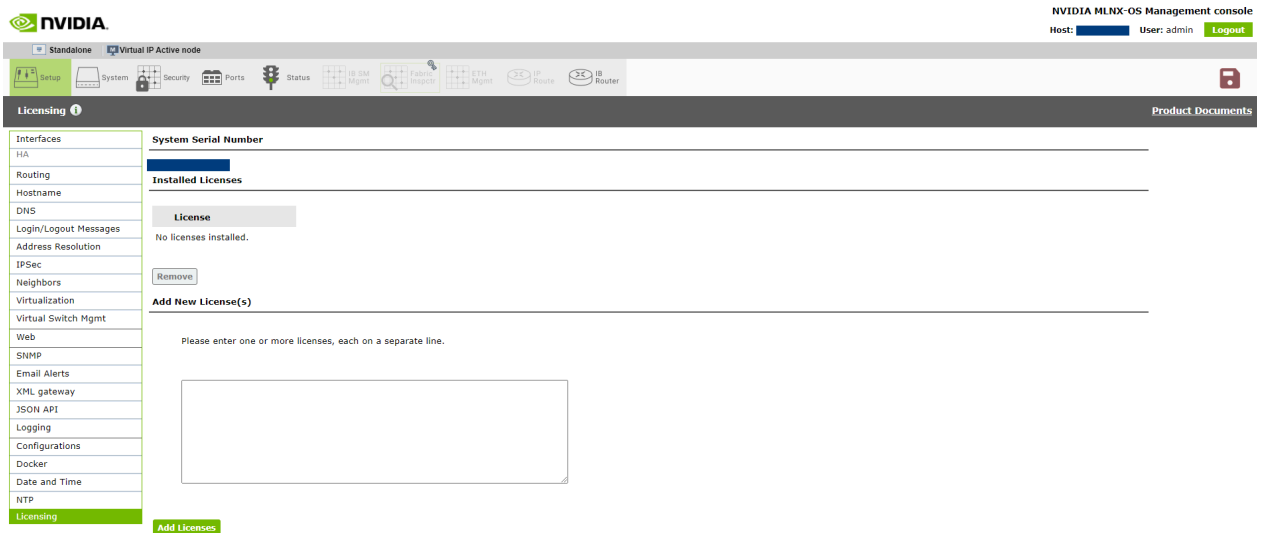 NVIDIA MLNX-OS Management console
NVIDIA.
Host: User: admin Logout
Standalone Virtual IP Active node
Setup System Security Ports Status IB SM Mgmt Fabric Inspctr ETH Mgmt IP Route IB Router
Licensing Product Documents
Interfaces
HA
Routing
Hostname
DNS
Login/Logout Messages
Address Resolution
IPSec
Neighbors
Virtualization
Virtual Switch Mgmt
Web
SNMP
Email Alerts
XML gateway
JSON API
Logging
Configurations
Docker
Date and Time
NTP
Licensing
System Serial Number
Installed Licenses
License
No licenses installed.
Remove
Add New License(s)
Please enter one or more licenses, each on a separate line.
Add Licenses